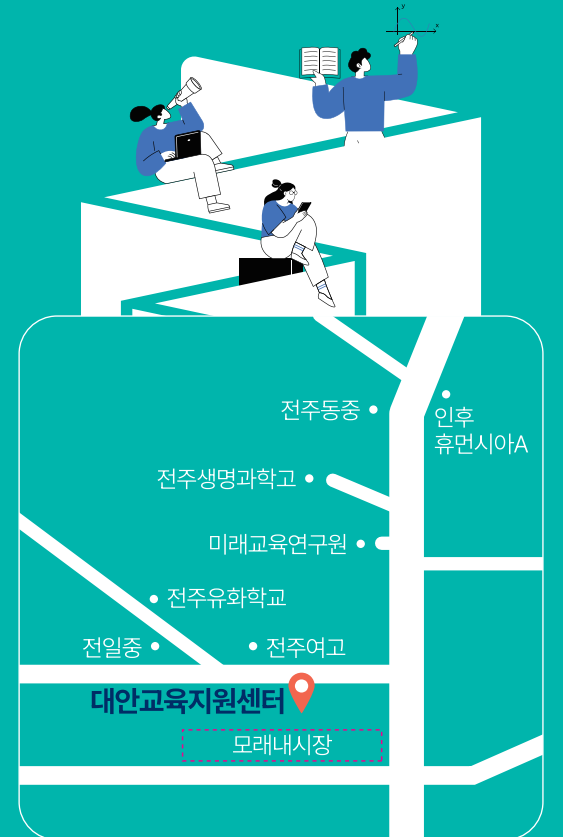 y
x
전주동중
인후
휴먼시아A
전주생명과학고
미래교육연구원
전주유화학교
전일중
전주여고
대안교육지원센터
모래내시장